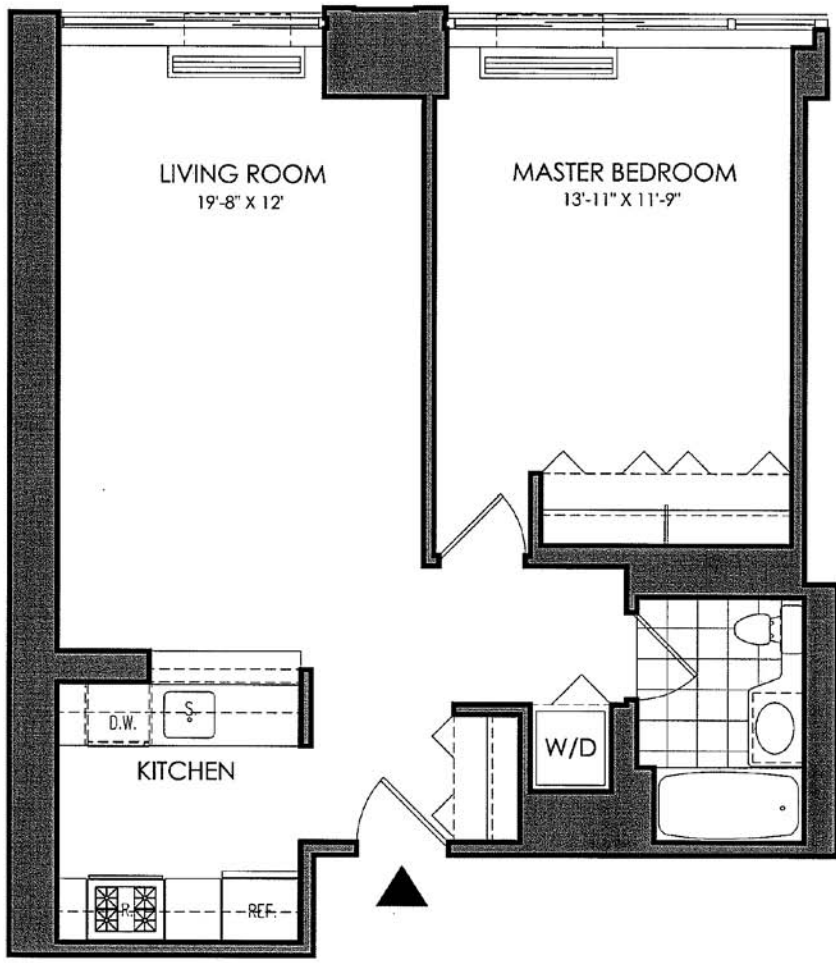 LIVING ROOM
19'-8" X 12'
MASTER BEDROOM
13'-11" X 11'-9"
D.W.
S.
KITCHEN
W/D
R.
REF.